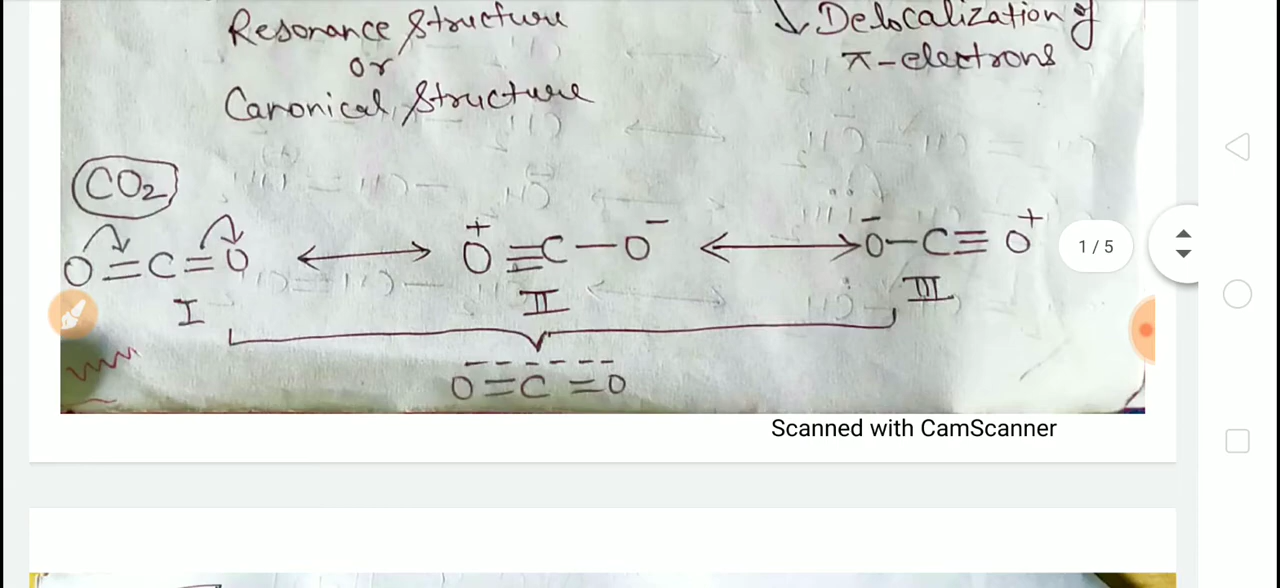 Resonance Structure
or
Canonical Structure
↓ Delocalization of
π-electrons
CO₂
O=C=O ⟷ O⁺≡C—O⁻ ⟷ ⁻O—C≡O⁺
I II III
O=C=O
1 / 5
Scanned with CamScanner